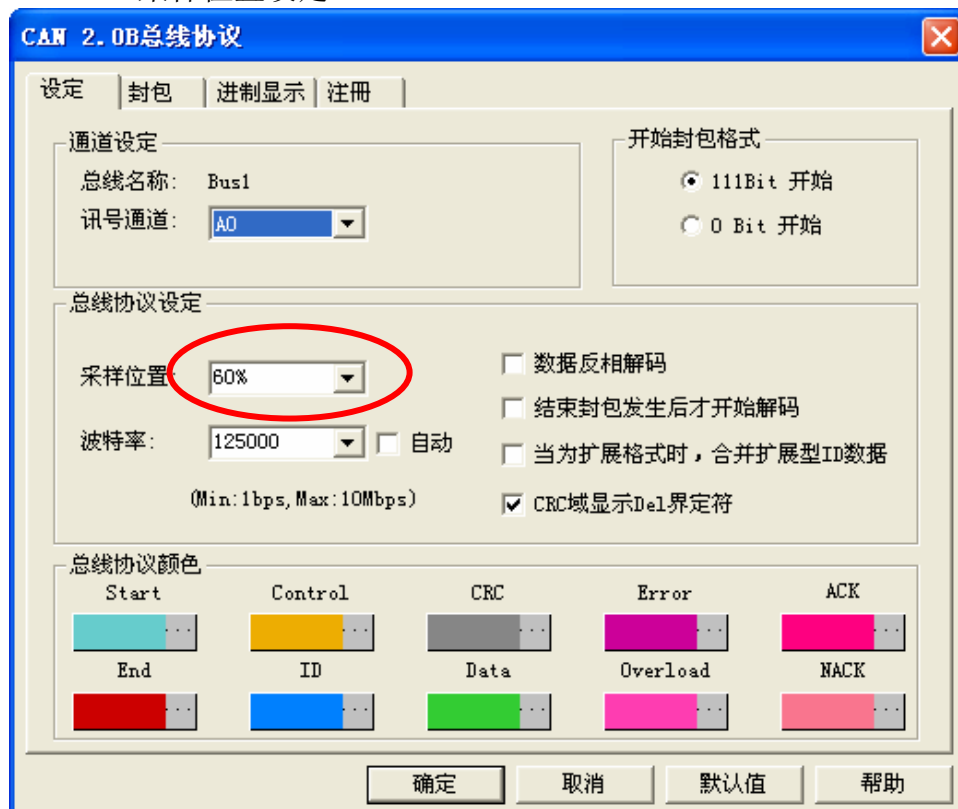 CAN 2.0B总线协议
设定 封包 进制显示 注冊
通道设定
总线名称: Bus1
讯号通道: A0
开始封包格式
111Bit 开始
0 Bit 开始
总线协议设定
采样位置: 60%
波特率: 125000 自动
(Min:1bps,Max:10Mbps)
数据反相解码
结束封包发生后才开始解码
当为扩展格式时，合并扩展型ID数据
CRC域显示Del界定符
总线协议颜色
Start Control CRC Error ACK
... ... ... ... ...
End ID Data Overload NACK
... ... ... ... ...
确定 取消 默认值 帮助